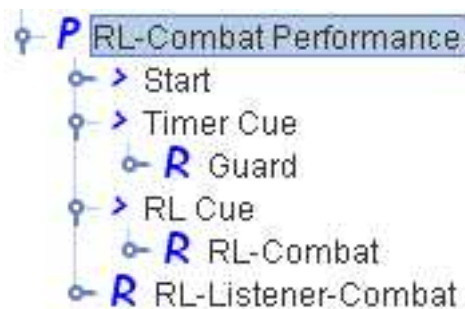 P RL-Combat Performance
> Start
> Timer Cue
R Guard
> RL Cue
R RL-Combat
R RL-Listener-Combat